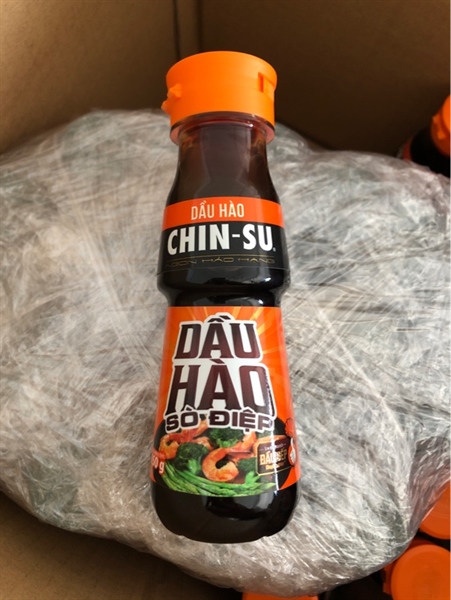 DẦU HÀO
CHIN-SU
DẦU
HÀO
SÒ ĐIỆP